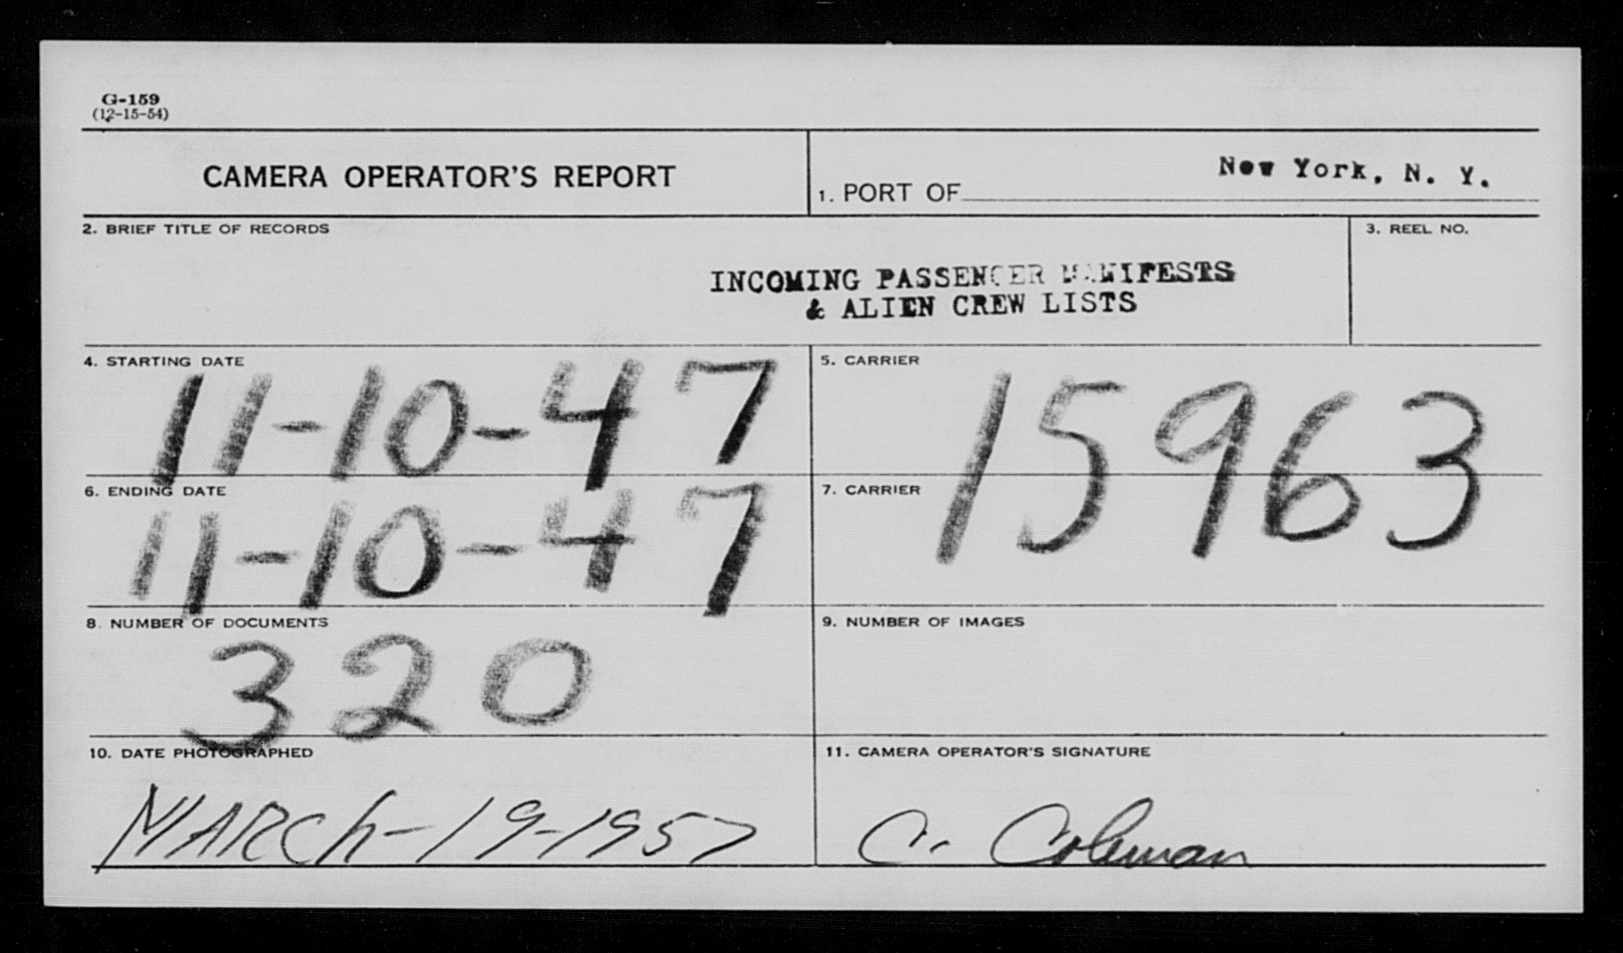 G-159
(12-15-54)
CAMERA OPERATOR'S REPORT
1. PORT OF New York, N. Y.
2. BRIEF TITLE OF RECORDS
INCOMING PASSENGER MANIFESTS
& ALIEN CREW LISTS
3. REEL NO.
4. STARTING DATE
11-10-47
5. CARRIER
15963
6. ENDING DATE
11-10-47
7. CARRIER
8. NUMBER OF DOCUMENTS
320
9. NUMBER OF IMAGES
10. DATE PHOTOGRAPHED
MARCh-19-1957
11. CAMERA OPERATOR'S SIGNATURE
C. Coleman